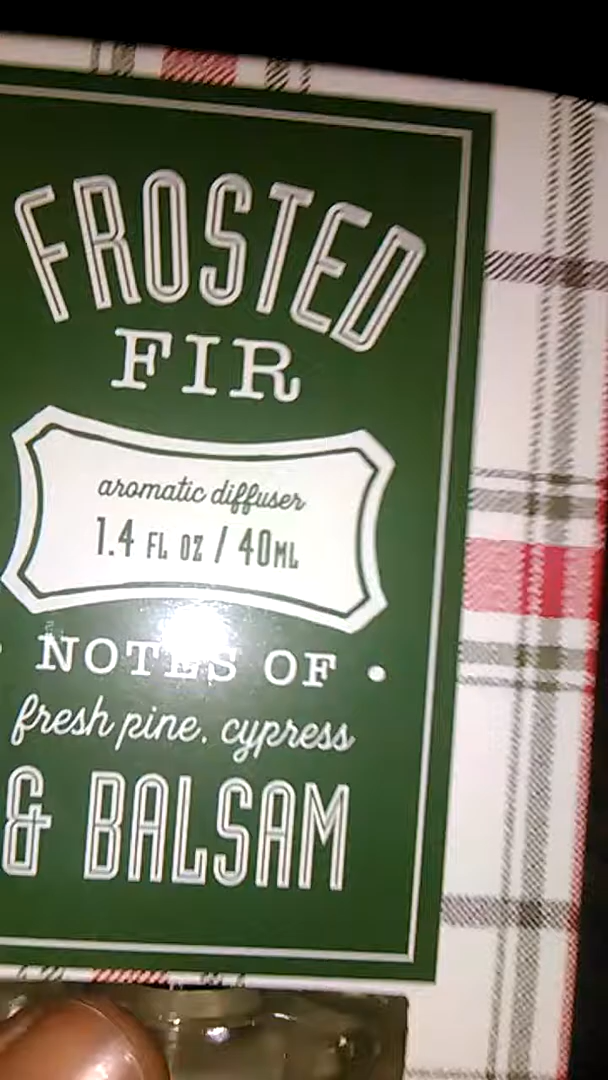 FROSTED
FIR
aromatic diffuser
1.4 FL OZ / 40ML
• NOTES OF •
fresh pine, cypress
& BALSAM